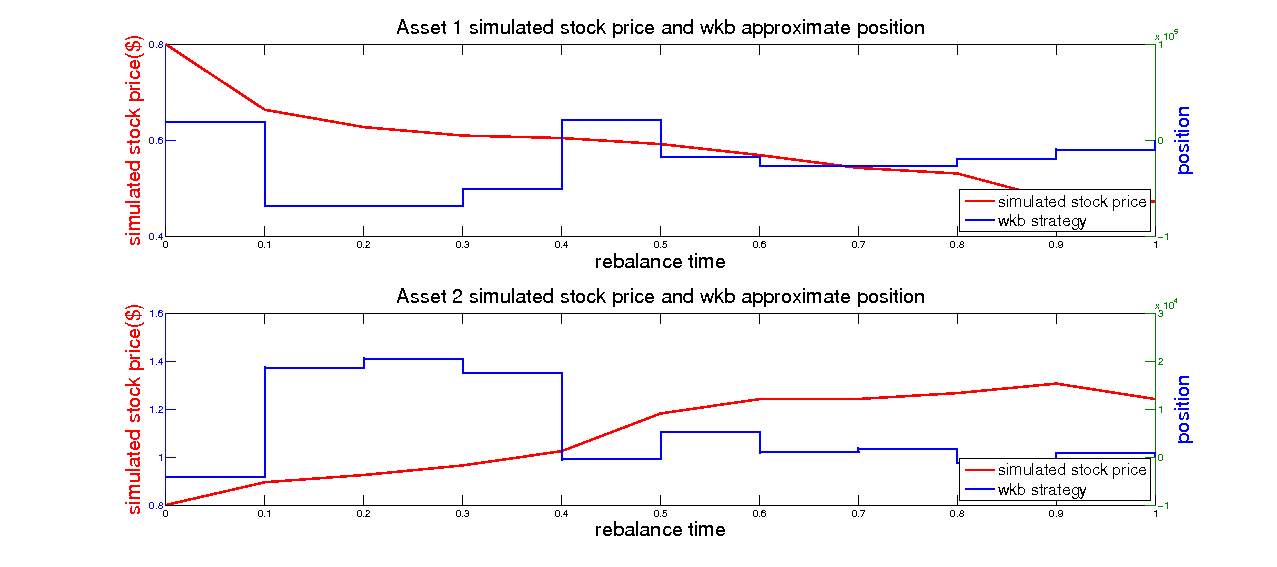 Asset 1 simulated stock price and wkb approximate position
simulated stock price($)
0.8
0.6
0.4
x 10^5
1
0
-1
position
0 0.1 0.2 0.3 0.4 0.5 0.6 0.7 0.8 0.9 1
rebalance time
simulated stock price
wkb strategy
Asset 2 simulated stock price and wkb approximate position
simulated stock price($)
1.6
1.4
1.2
1
0.8
x 10^4
3
2
1
0
-1
position
0 0.1 0.2 0.3 0.4 0.5 0.6 0.7 0.8 0.9 1
rebalance time
simulated stock price
wkb strategy